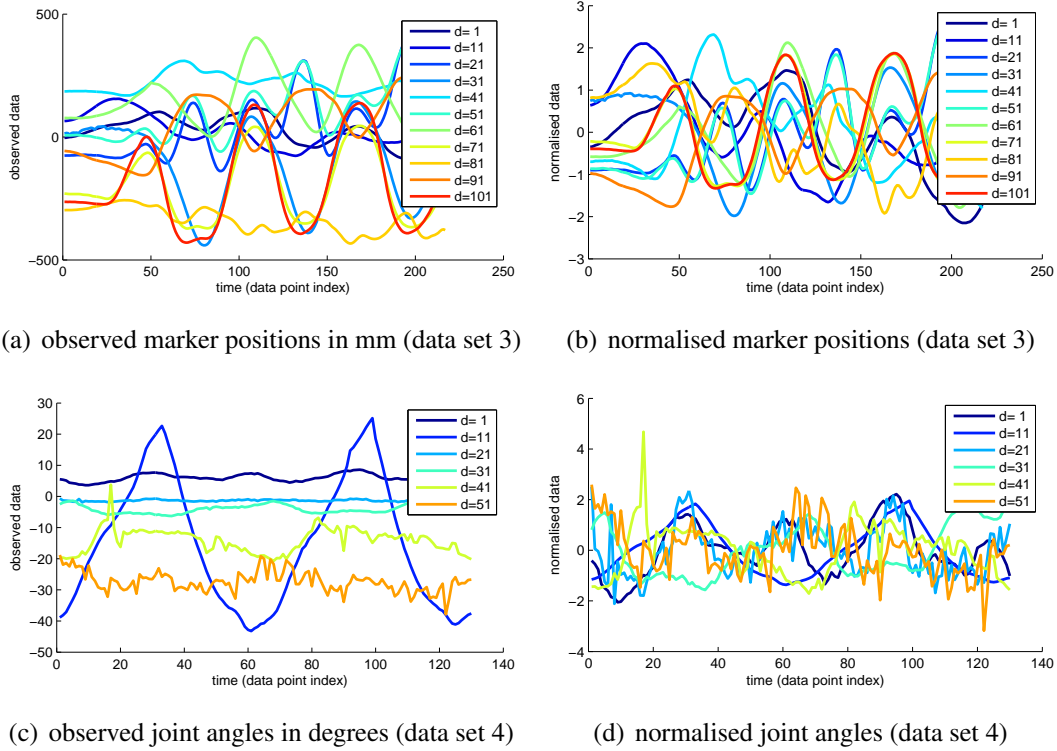 500
0
−500
0
50
100
150
200
250
time (data point index)
observed data
d= 1
d=11
d=21
d=31
d=41
d=51
d=61
d=71
d=81
d=91
d=101
3
2
1
0
−1
−2
−3
0
50
100
150
200
250
time (data point index)
normalised data
d= 1
d=11
d=21
d=31
d=41
d=51
d=61
d=71
d=81
d=91
d=101
(a) observed marker positions in mm (data set 3)
(b) normalised marker positions (data set 3)
30
20
10
0
−10
−20
−30
−40
−50
0
20
40
60
80
100
120
140
time (data point index)
observed data
d= 1
d=11
d=21
d=31
d=41
d=51
6
4
2
0
−2
−4
0
20
40
60
80
100
120
140
time (data point index)
normalised data
d= 1
d=11
d=21
d=31
d=41
d=51
(c) observed joint angles in degrees (data set 4)
(d) normalised joint angles (data set 4)